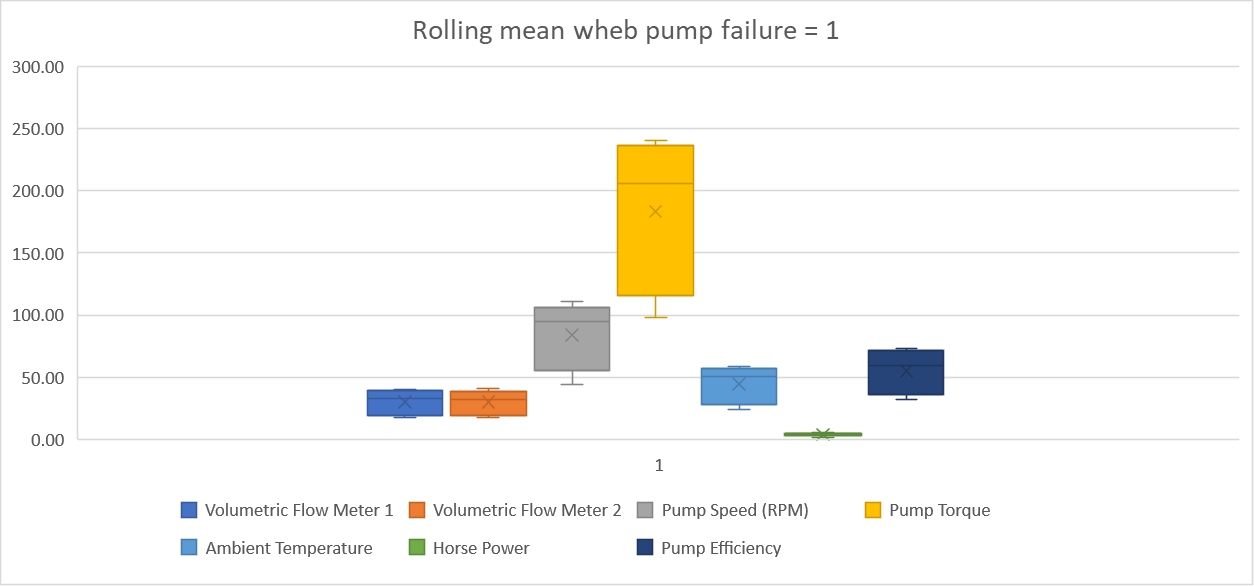 Rolling mean wheb pump failure = 1
300.00
250.00
200.00
150.00
100.00
50.00
0.00
1
Volumetric Flow Meter 1 Volumetric Flow Meter 2 Pump Speed (RPM) Pump Torque
Ambient Temperature Horse Power Pump Efficiency